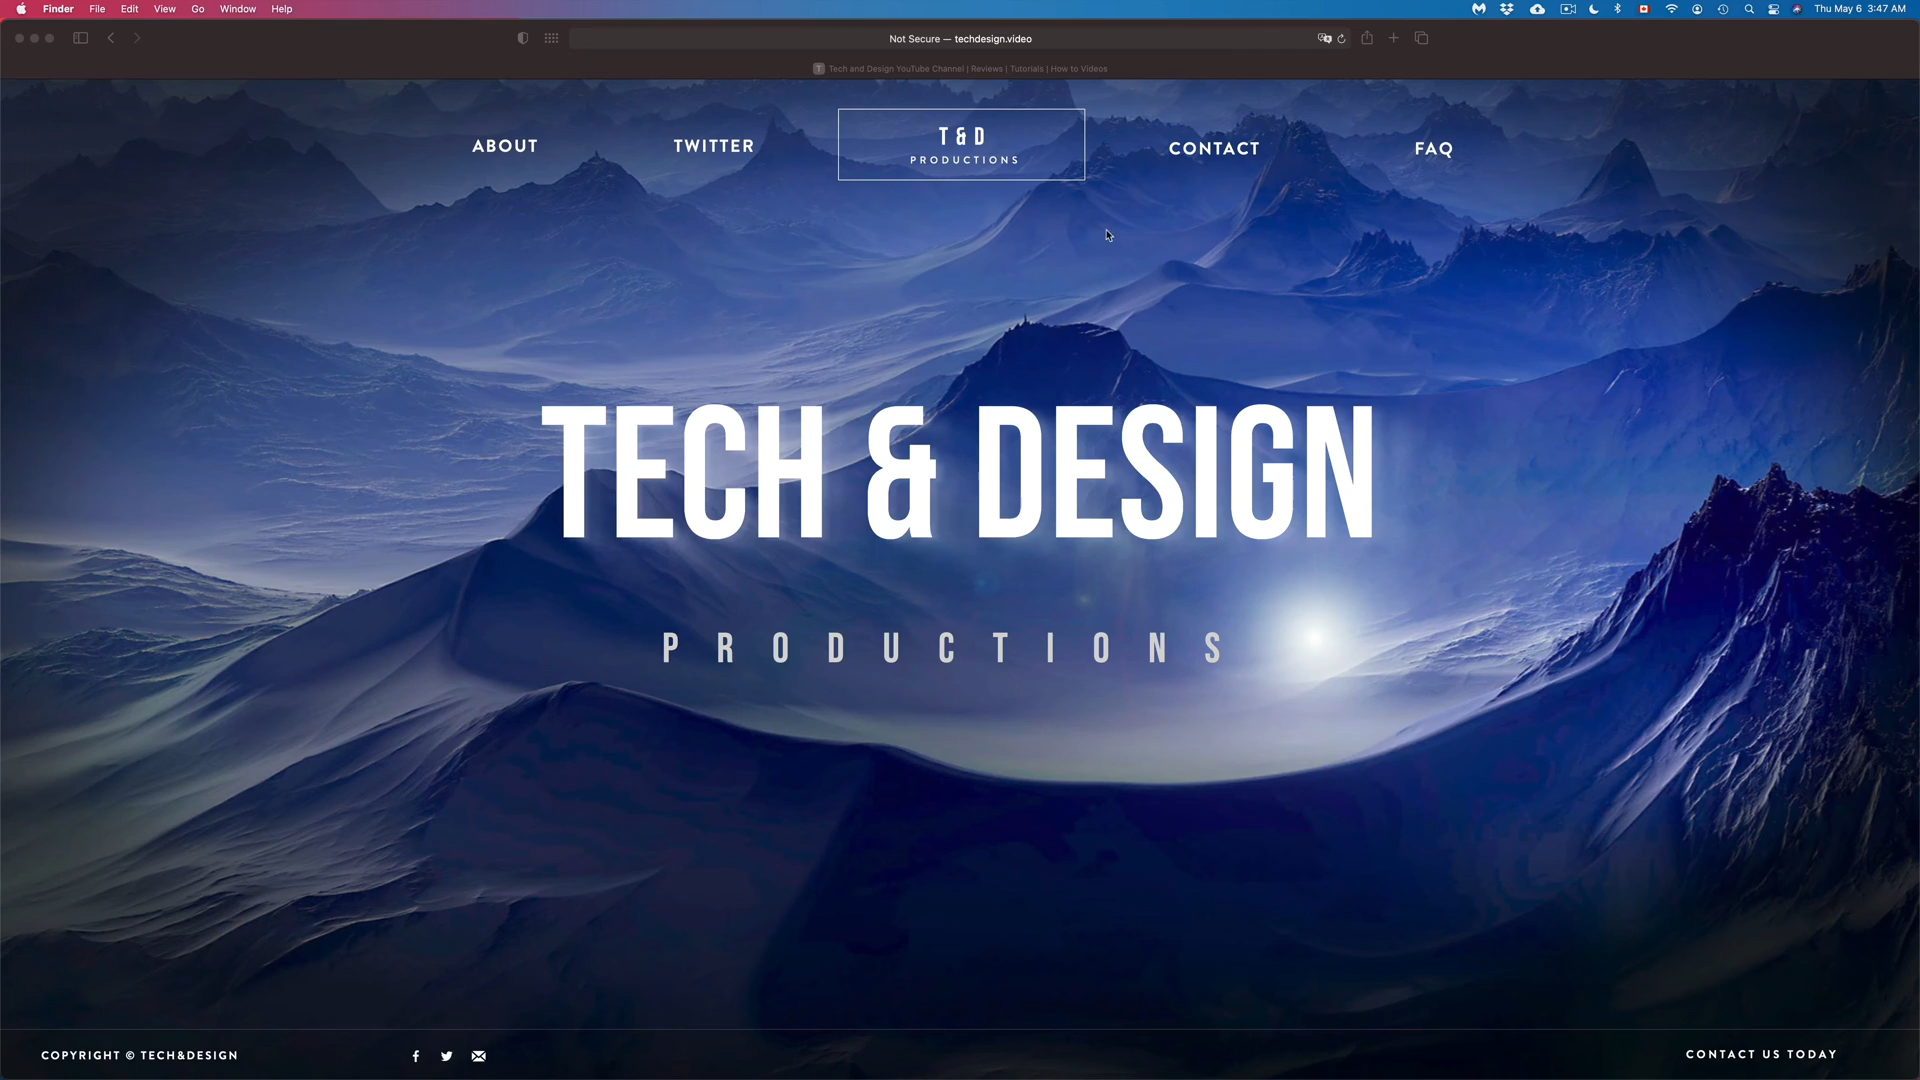 Finder File Edit View Go Window Help Thu May 6 3:47 AM
Not Secure — techdesign.video
T Tech and Design YouTube Channel | Reviews | Tutorials | How to Videos
ABOUT TWITTER T & D CONTACT FAQ
PRODUCTIONS
TECH & DESIGN
PRODUCTIONS
COPYRIGHT © TECH&DESIGN CONTACT US TODAY